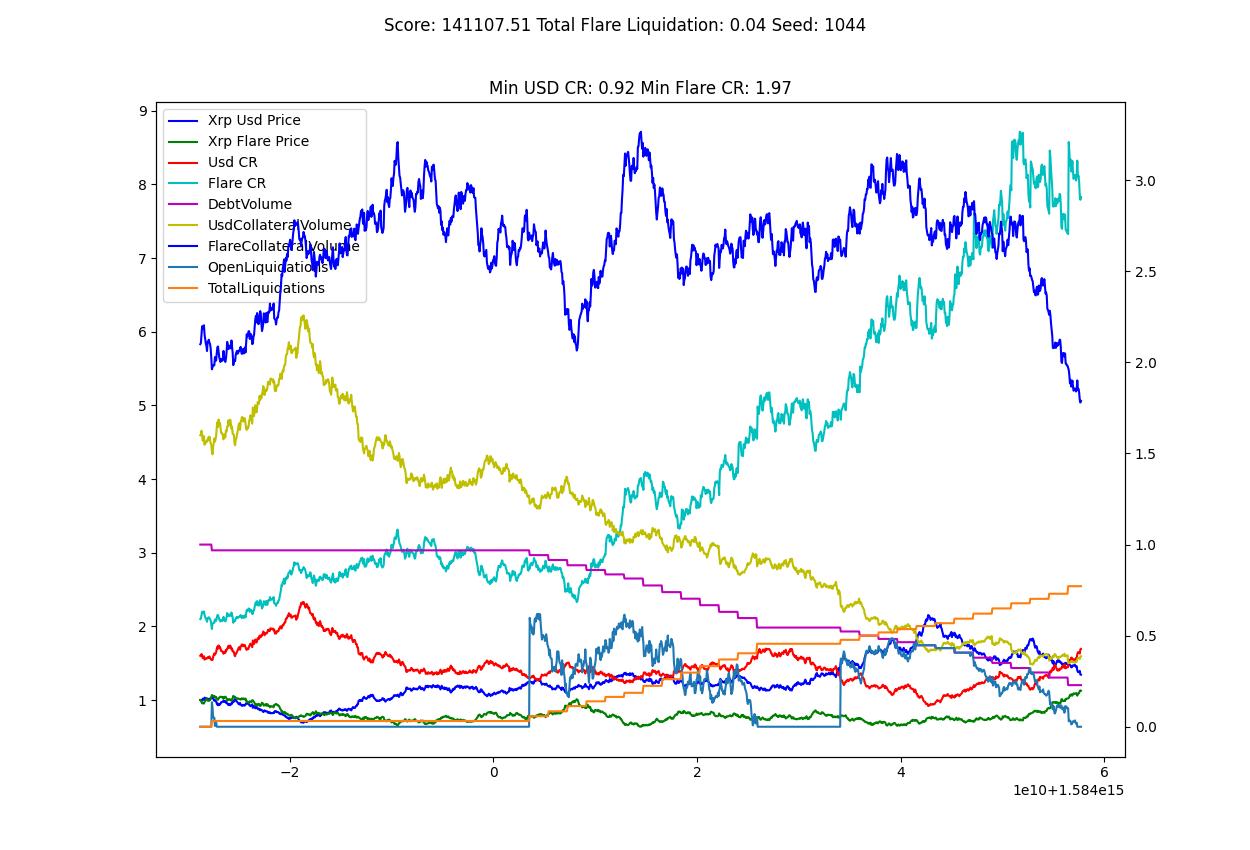 Score: 141107.51 Total Flare Liquidation: 0.04 Seed: 1044
Min USD CR: 0.92 Min Flare CR: 1.97
Xrp Usd Price
Xrp Flare Price
Usd CR
Flare CR
DebtVolume
UsdCollateralVolume
FlareCollateralVolume
OpenLiquidations
TotalLiquidations
9
8
7
6
5
4
3
2
1
3.0
2.5
2.0
1.5
1.0
0.5
0.0
−2
0
2
4
6
1e10+1.584e15